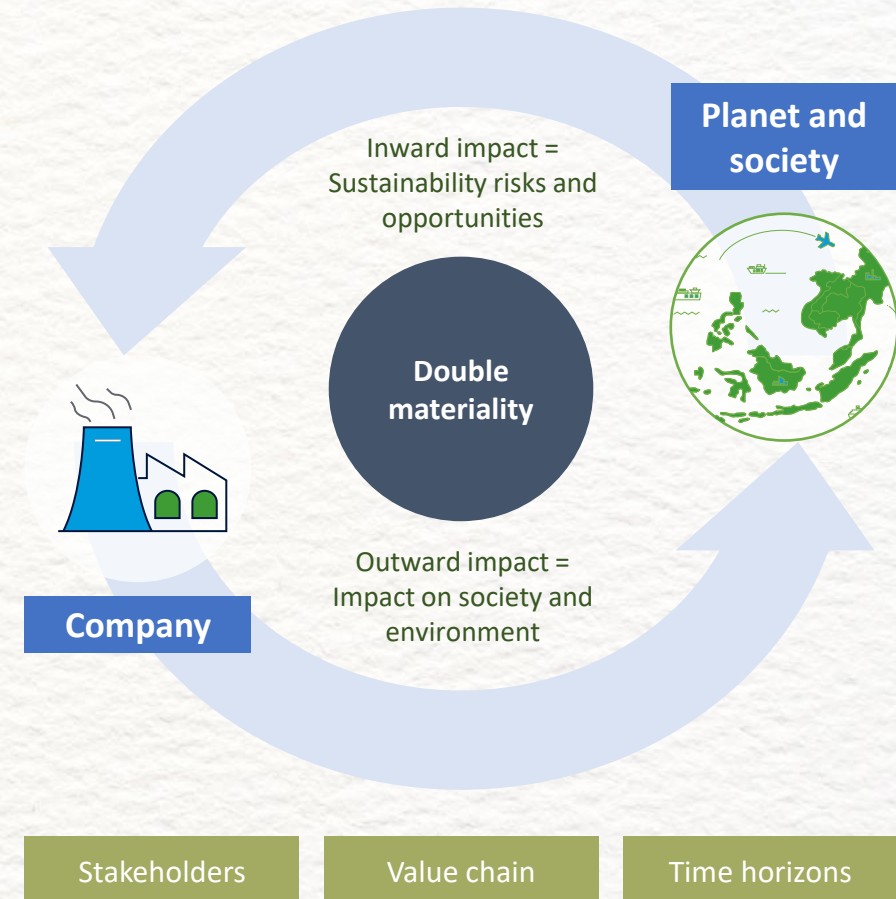 Planet and
society
Inward impact =
Sustainability risks and
opportunities
Double
materiality
Outward impact =
Impact on society and
environment
Company
Stakeholders
Value chain
Time horizons